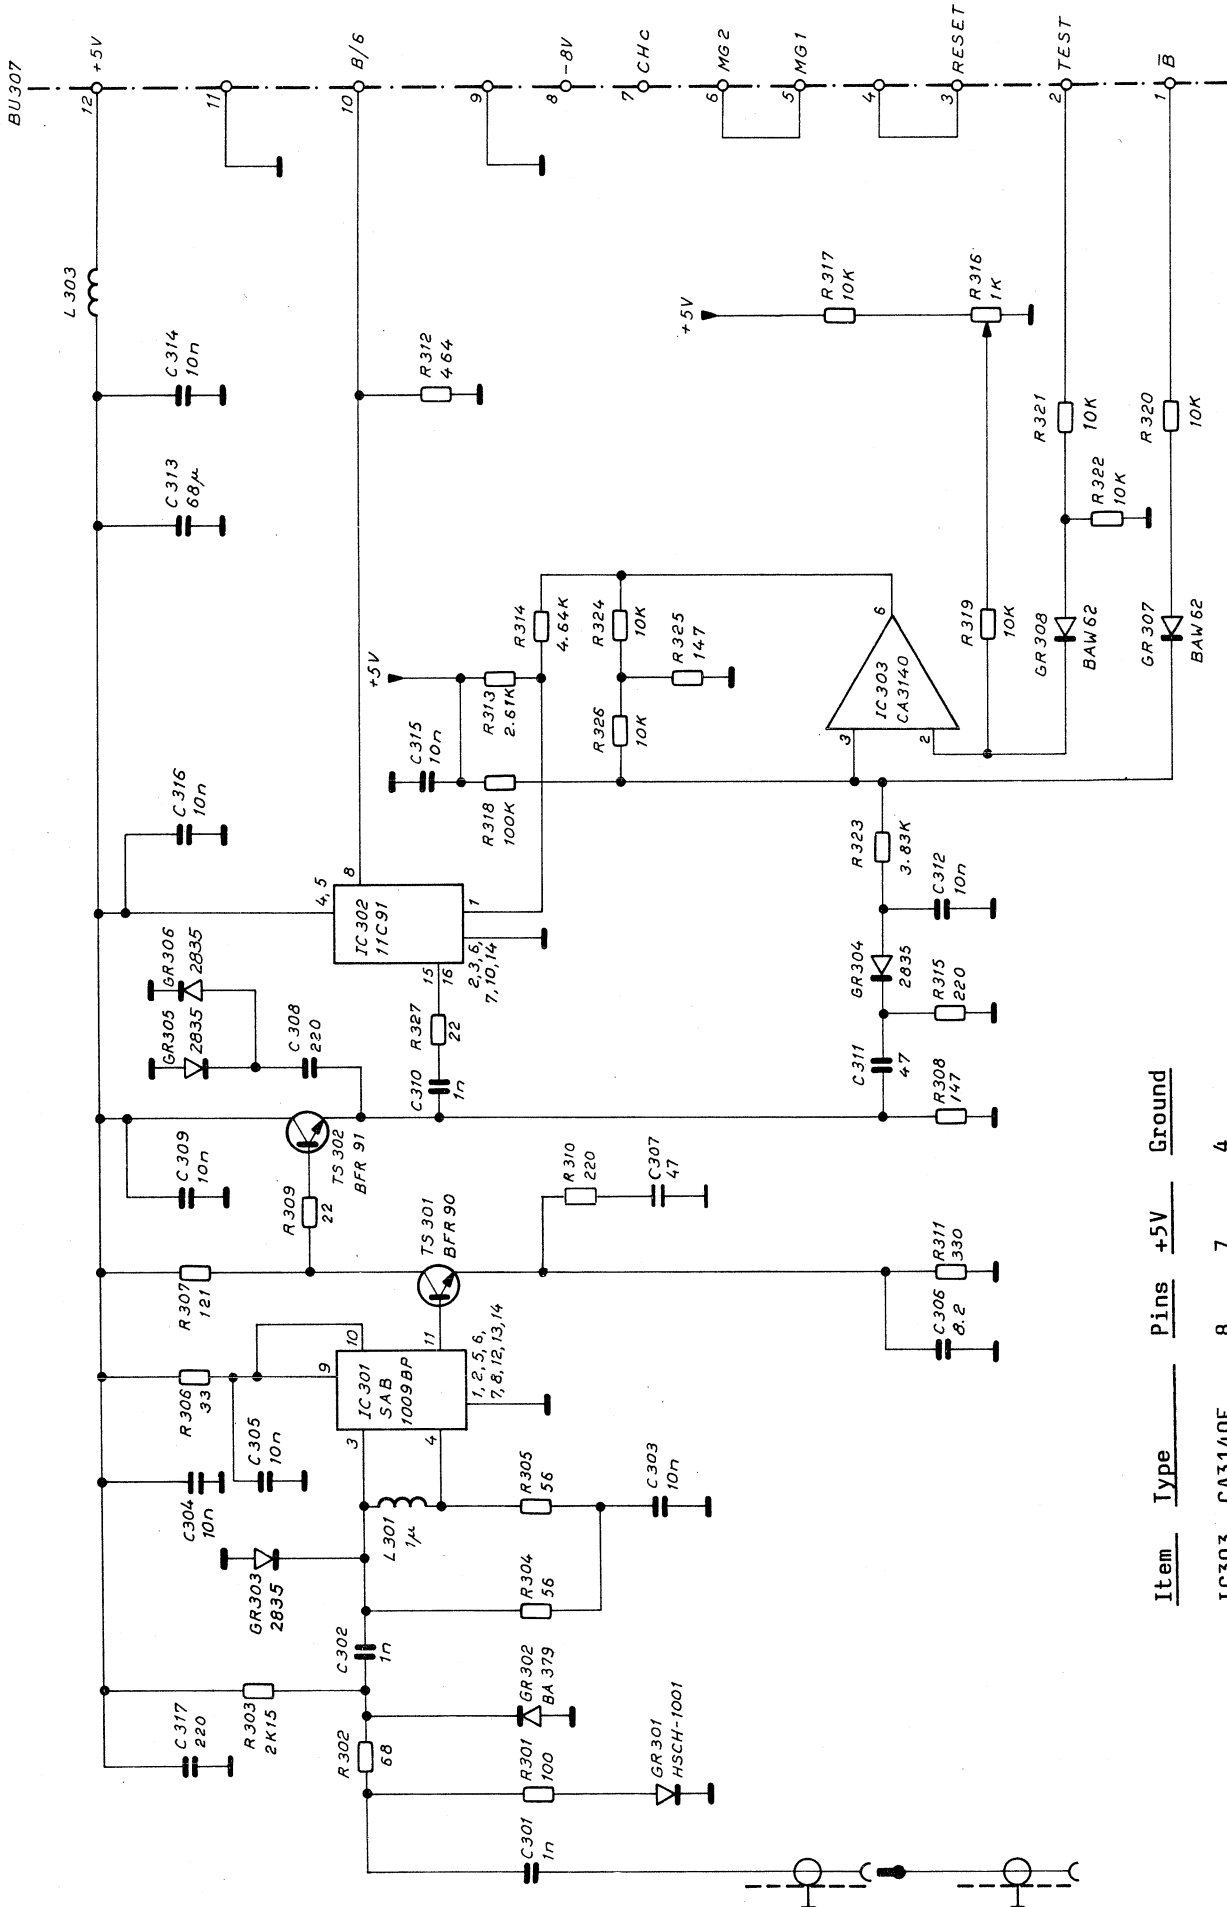 BU307
12
+5V
11
10
B/6
9
8
-8V
7
CHC
6
MG2
5
MG1
4
3
RESET
2
TEST
1
B̅
L303
C314
10n
C313
68µ
R312
464
+5V
R317
10K
R316
1K
R321
10K
R320
10K
R322
10K
C316
10n
+5V
R314
4.64K
R324
10K
R325
147
R313
2.61K
R326
10K
C315
10n
R318
100K
6
IC303
CA3140
3
2
R319
10K
GR308
BAW62
GR307
BAW62
GR306
2835
GR305
2835
C308
220
4,5
8
IC302
11C91
1
15
16
2,3,6,
7,10,14
R327
22
C310
1n
R323
3.83K
C312
10n
GR304
2835
R315
220
C311
47
R308
147
C309
10n
TS302
BFR 91
R309
22
R307
121
TS301
BFR90
R310
220
C307
47
R311
330
C306
8.2
R306
33
C305
10n
C304
10n
10
9
11
IC301
SAB
1009BP
3
4
1,2,5,6,
7,8,12,13,14
GR303
2835
L301
1µ
R305
56
C303
10n
R304
56
C302
1n
C317
220
R303
2K15
R302
68
GR302
BA379
R301
100
GR301
HSCH-1001
C301
1n
Item Type Pins +5V Ground
IC303 CA3140E 8 7 4